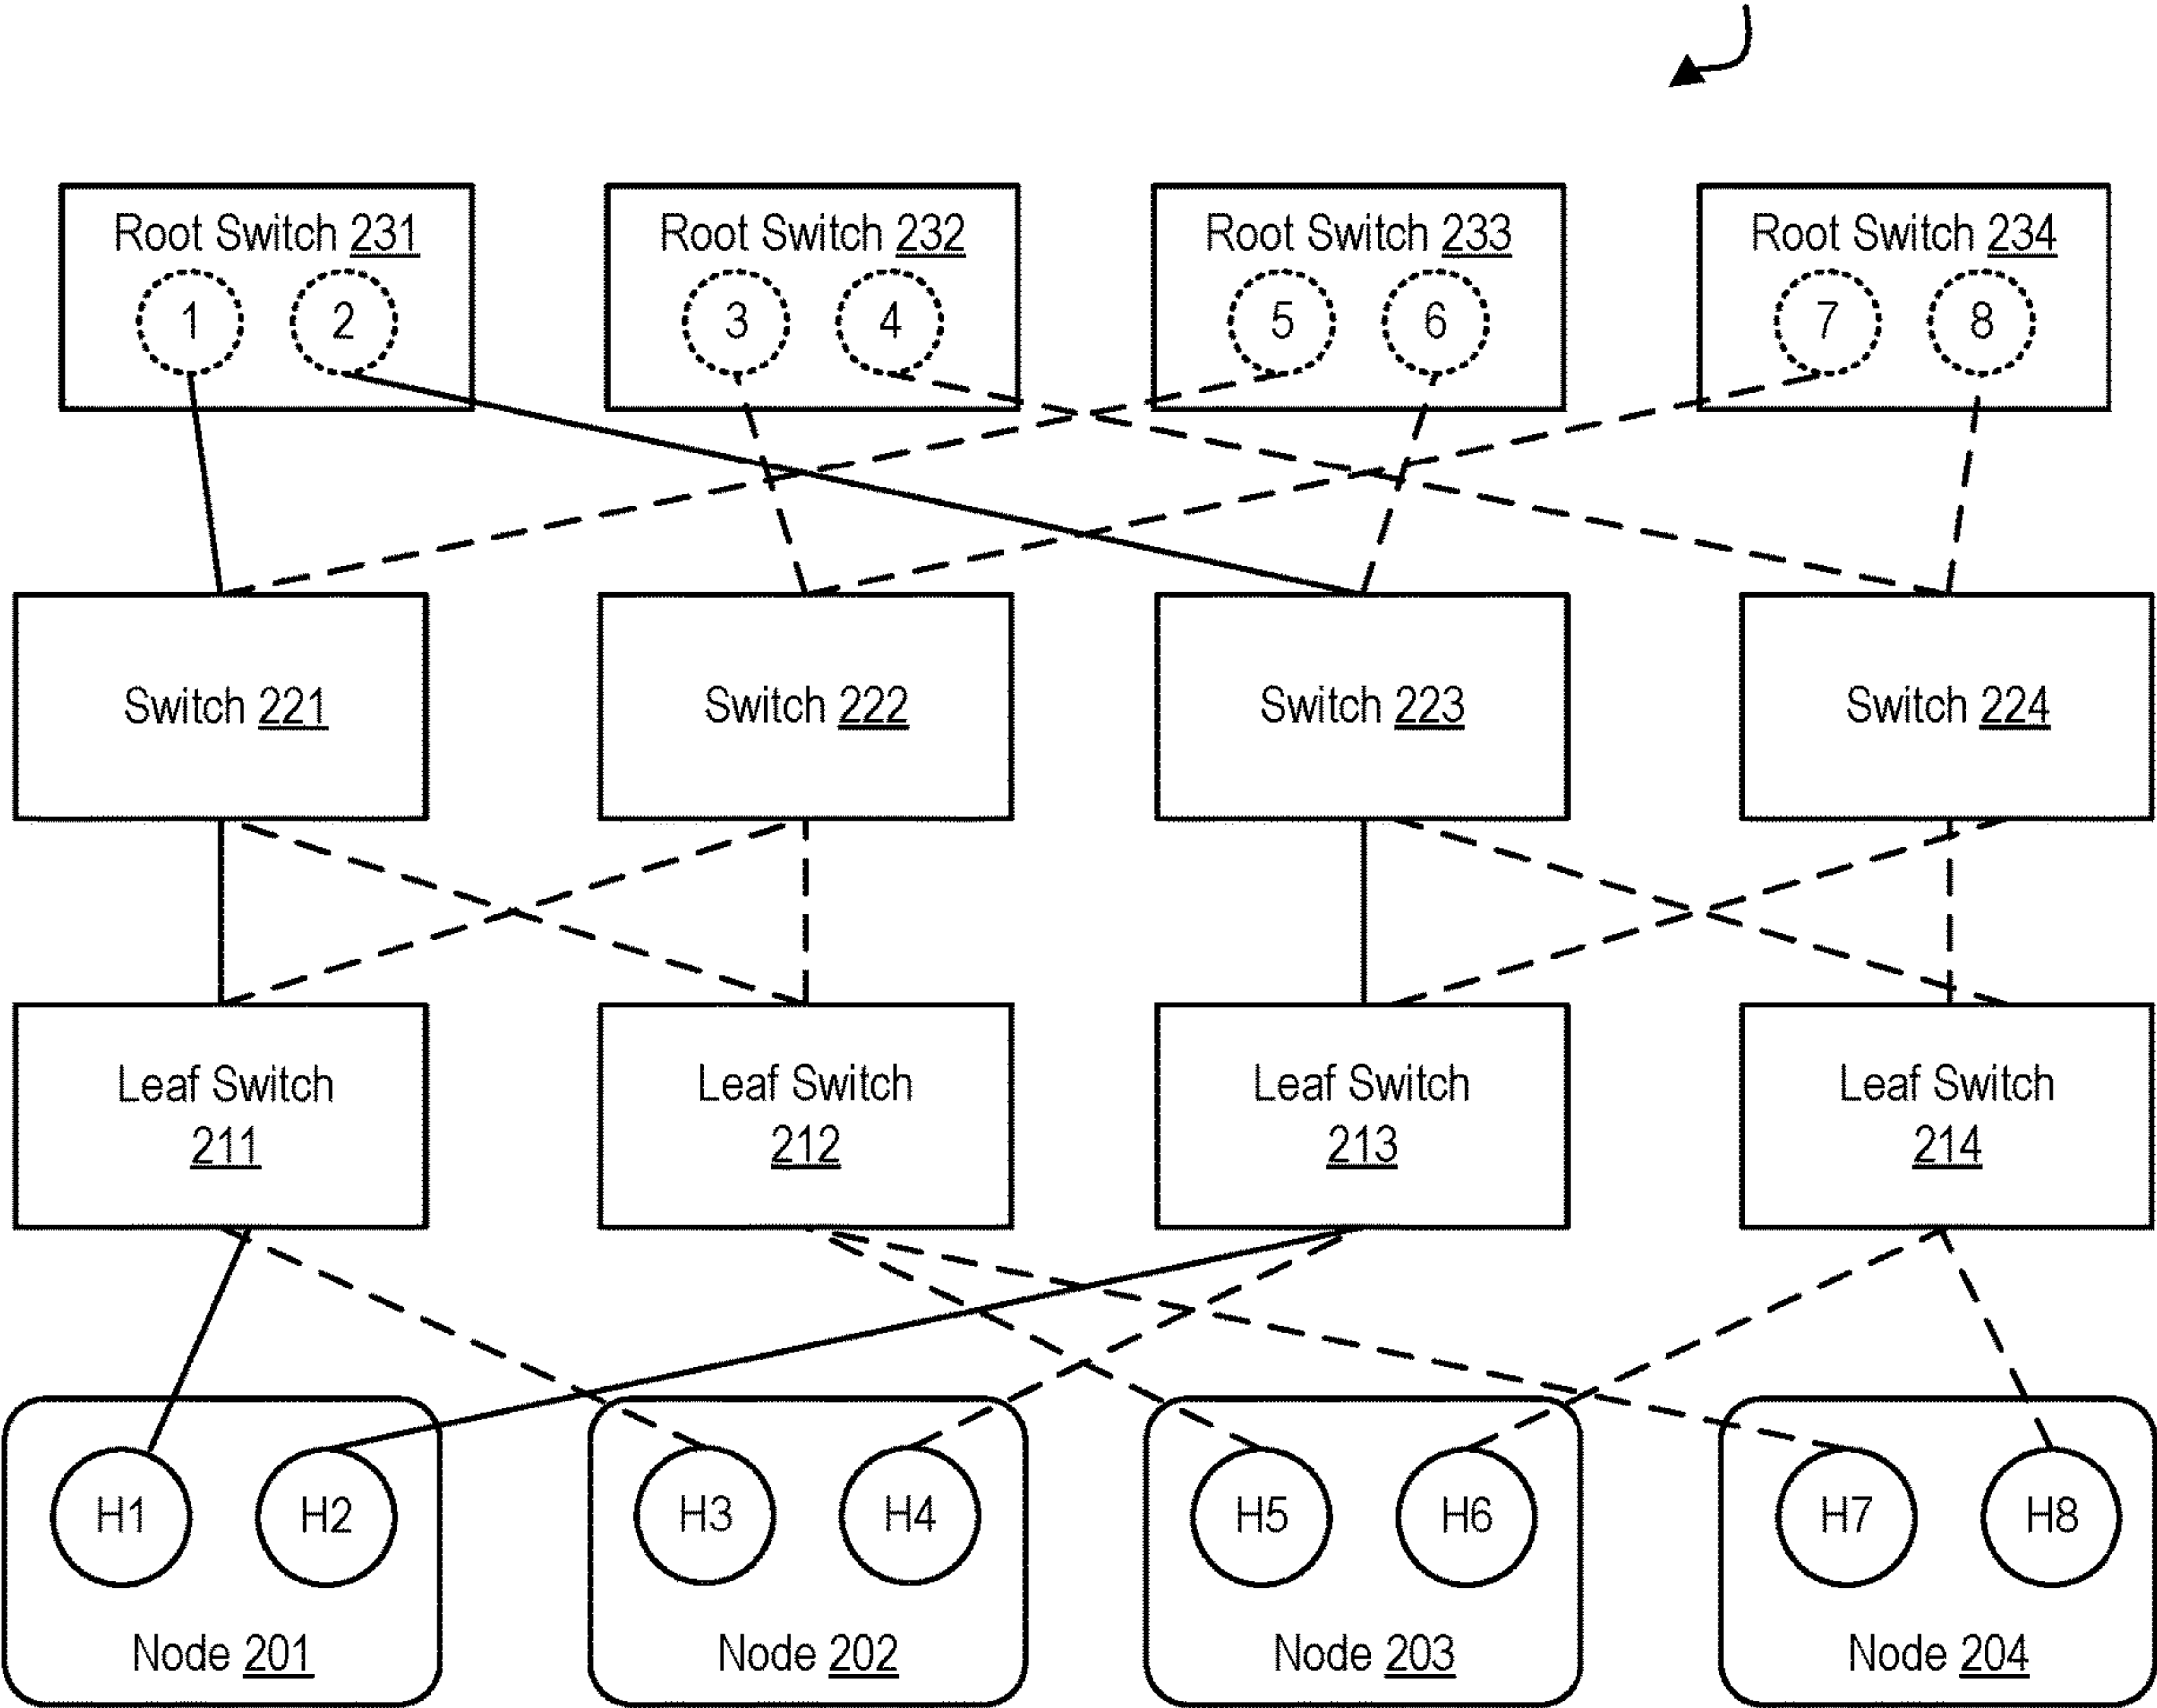 Root Switch 231
1 2
Root Switch 232
3 4
Root Switch 233
5 6
Root Switch 234
7 8
Switch 221
Switch 222
Switch 223
Switch 224
Leaf Switch
211
Leaf Switch
212
Leaf Switch
213
Leaf Switch
214
H1 H2
Node 201
H3 H4
Node 202
H5 H6
Node 203
H7 H8
Node 204